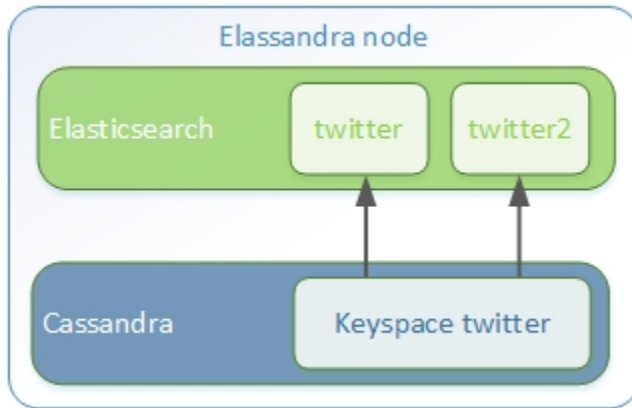 Elassandra node
Elasticsearch
twitter
twitter2
Cassandra
Keyspace twitter